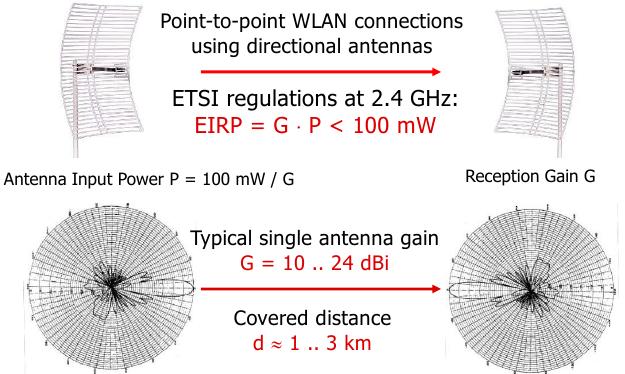 Point-to-point WLAN connections
using directional antennas
ETSI regulations at 2.4 GHz:
EIRP = G · P < 100 mW
Antenna Input Power P = 100 mW / G
Reception Gain G
Typical single antenna gain
G = 10 .. 24 dBi
Covered distance
d ≈ 1 .. 3 km